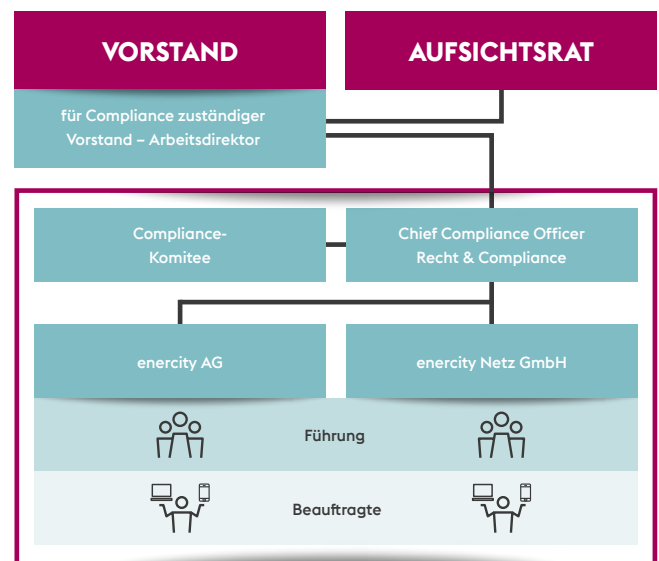 VORSTAND
AUFSICHTSRAT
für Compliance zuständiger
Vorstand – Arbeitsdirektor
Compliance-
Komitee
Chief Compliance Officer
Recht & Compliance
enercity AG
enercity Netz GmbH
Führung
Beauftragte